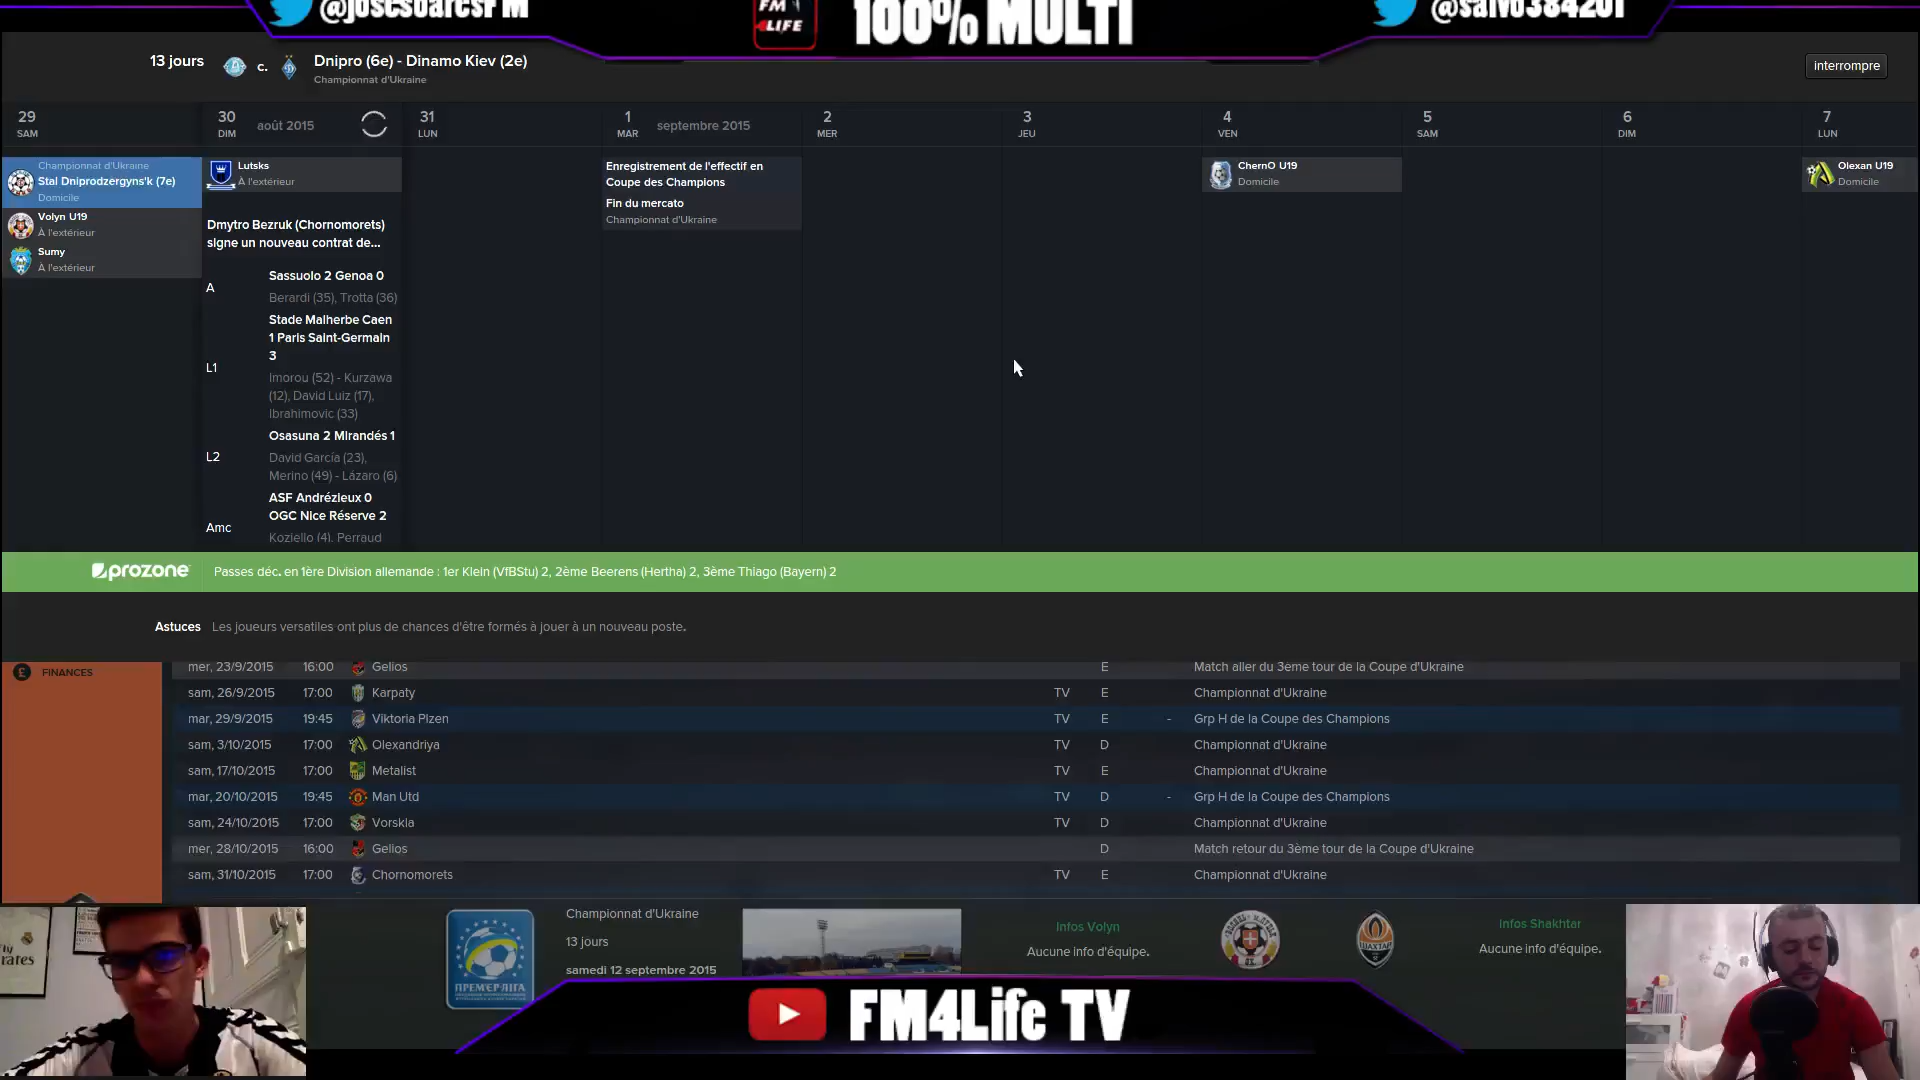 @josesoaresFM
FM
4LIFE
100% MULTI
@salvo384201
13 jours
c.
Dnipro (6e) - Dinamo Kiev (2e)
Championnat d'Ukraine
interrompre
29
SAM
30
DIM
août 2015
31
LUN
1
MAR
septembre 2015
2
MER
3
JEU
4
VEN
5
SAM
6
DIM
7
LUN
Championnat d'Ukraine
Stal Dniprodzergyns'k (7e)
Domicile
Volyn U19
À l'extérieur
Sumy
À l'extérieur
Lutsks
À l'extérieur
Dmytro Bezruk (Chornomorets)
signe un nouveau contrat de...
A
Sassuolo 2 Genoa 0
Berardi (35), Trotta (36)
L1
Stade Malherbe Caen
1 Paris Saint-Germain
3
Imorou (52) - Kurzawa
(12), David Luiz (17),
Ibrahimovic (33)
L2
Osasuna 2 Mirandés 1
David García (23),
Merino (49) - Lázaro (6)
Amc
ASF Andrézieux 0
OGC Nice Réserve 2
Koziello (4), Perraud
Enregistrement de l'effectif en
Coupe des Champions
Fin du mercato
Championnat d'Ukraine
ChernO U19
Domicile
Olexan U19
Domicile
prozone
Passes déc. en 1ère Division allemande : 1er Klein (VfBStu) 2, 2ème Beerens (Hertha) 2, 3ème Thiago (Bayern) 2
Astuces Les joueurs versatiles ont plus de chances d'être formés à jouer à un nouveau poste.
FINANCES
mer, 23/9/2015 16:00 Gelios E Match aller du 3ème tour de la Coupe d'Ukraine
sam, 26/9/2015 17:00 Karpaty TV E Championnat d'Ukraine
mar, 29/9/2015 19:45 Viktoria Plzen TV E - Grp H de la Coupe des Champions
sam, 3/10/2015 17:00 Olexandriya TV D Championnat d'Ukraine
sam, 17/10/2015 17:00 Metalist TV E Championnat d'Ukraine
mar, 20/10/2015 19:45 Man Utd TV D - Grp H de la Coupe des Champions
sam, 24/10/2015 17:00 Vorskla TV D Championnat d'Ukraine
mer, 28/10/2015 16:00 Gelios D Match retour du 3ème tour de la Coupe d'Ukraine
sam, 31/10/2015 17:00 Chornomorets TV E Championnat d'Ukraine
Championnat d'Ukraine
13 jours
samedi 12 septembre 2015
Infos Volyn
Aucune info d'équipe.
Infos Shakhtar
Aucune info d'équipe.
FM4Life TV